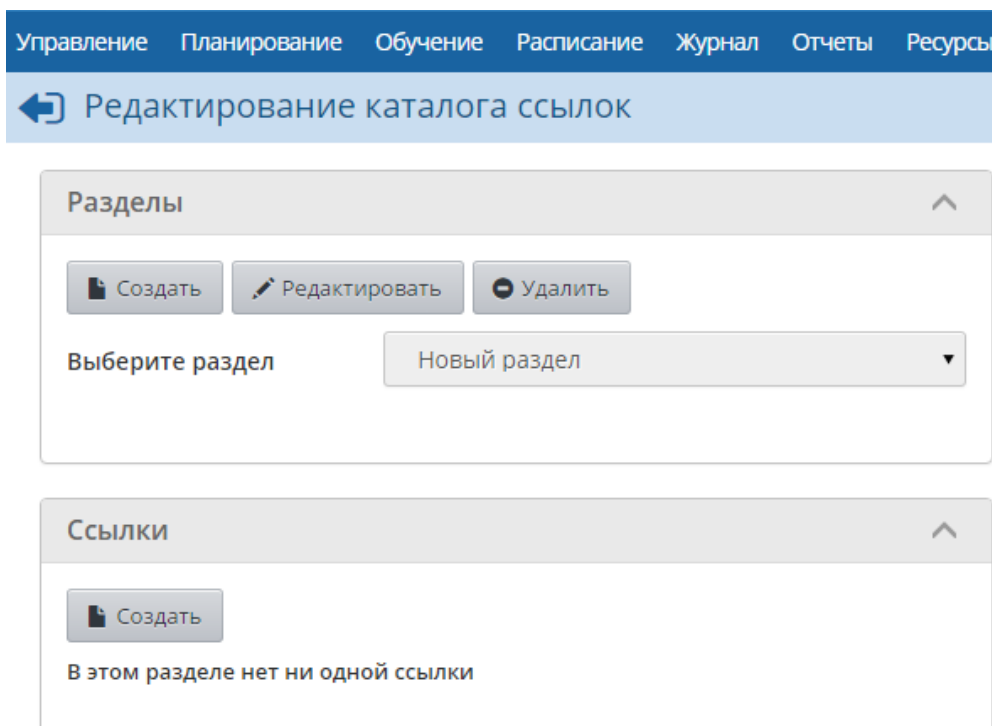 Управление Планирование Обучение Расписание Журнал Отчеты Ресурсы
Редактирование каталога ссылок
Разделы
Создать Редактировать Удалить
Выберите раздел Новый раздел
Ссылки
Создать
В этом разделе нет ни одной ссылки